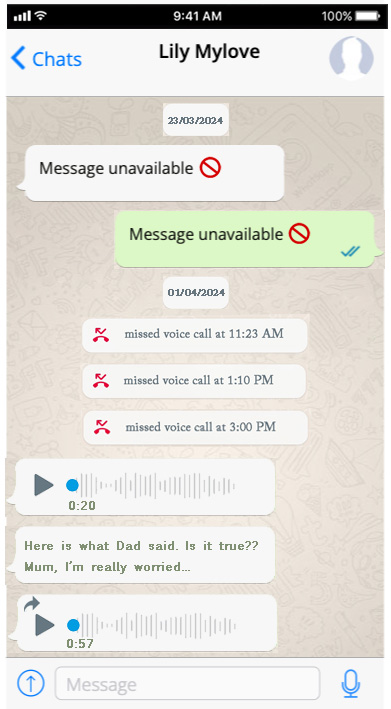 9:41 AM
100%
Chats
Lily Mylove
23/03/2024
Message unavailable
Message unavailable
01/04/2024
missed voice call at 11:23 AM
missed voice call at 1:10 PM
missed voice call at 3:00 PM
0:20
Here is what Dad said. Is it true??
Mum, I'm really worried...
0:57
Message